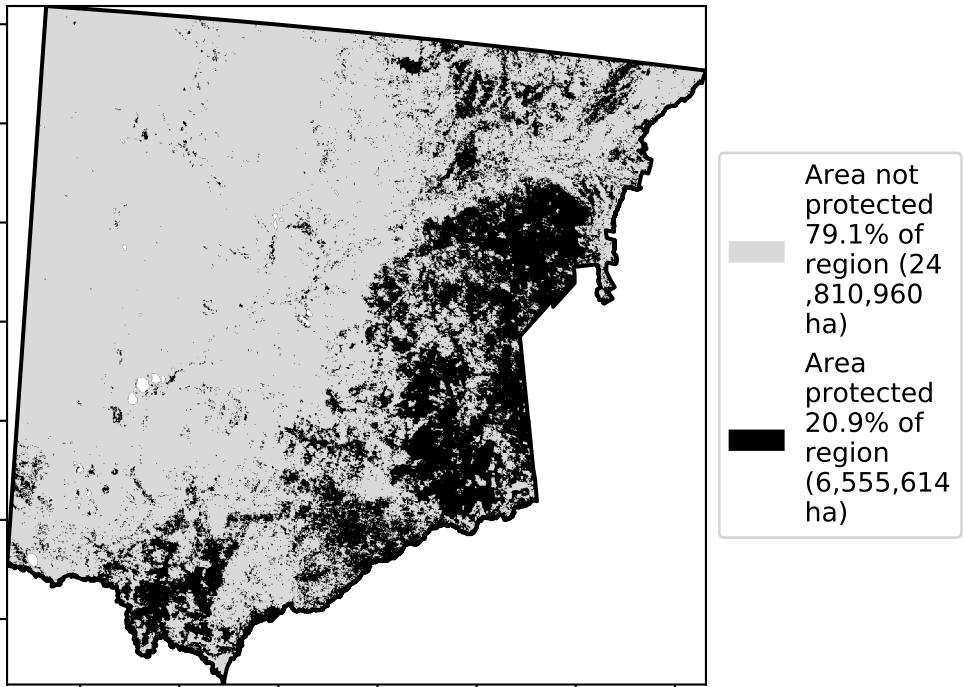 Area not
protected
79.1% of
region (24
,810,960
ha)
Area
protected
20.9% of
region
(6,555,614
ha)